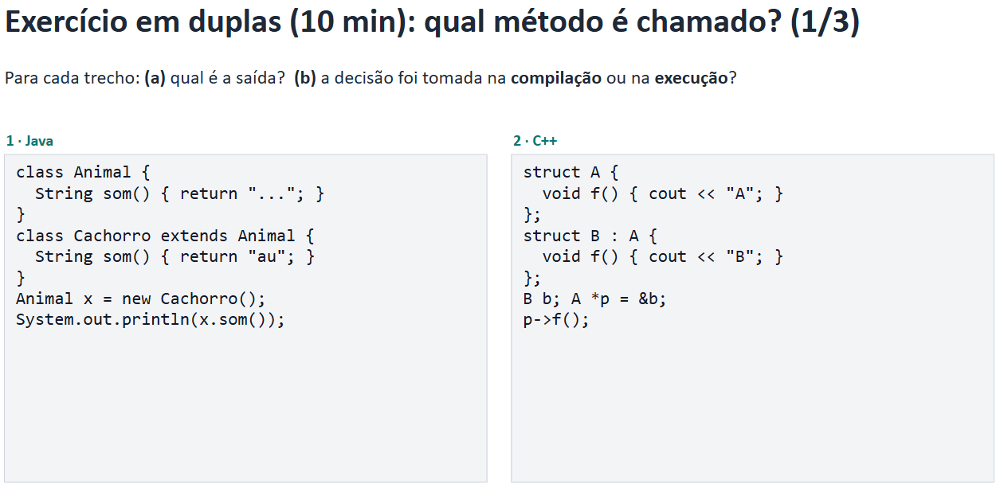 Exercício em duplas (10 min): qual método é chamado? (1/3)
Para cada trecho: (a) qual é a saída?  (b) a decisão foi tomada na compilação ou na execução?
1 · Java
class Animal {
  String som() { return "..."; }
}
class Cachorro extends Animal {
  String som() { return "au"; }
}
Animal x = new Cachorro();
System.out.println(x.som());
2 · C++
struct A {
  void f() { cout << "A"; }
};
struct B : A {
  void f() { cout << "B"; }
};
B b; A *p = &b;
p->f();